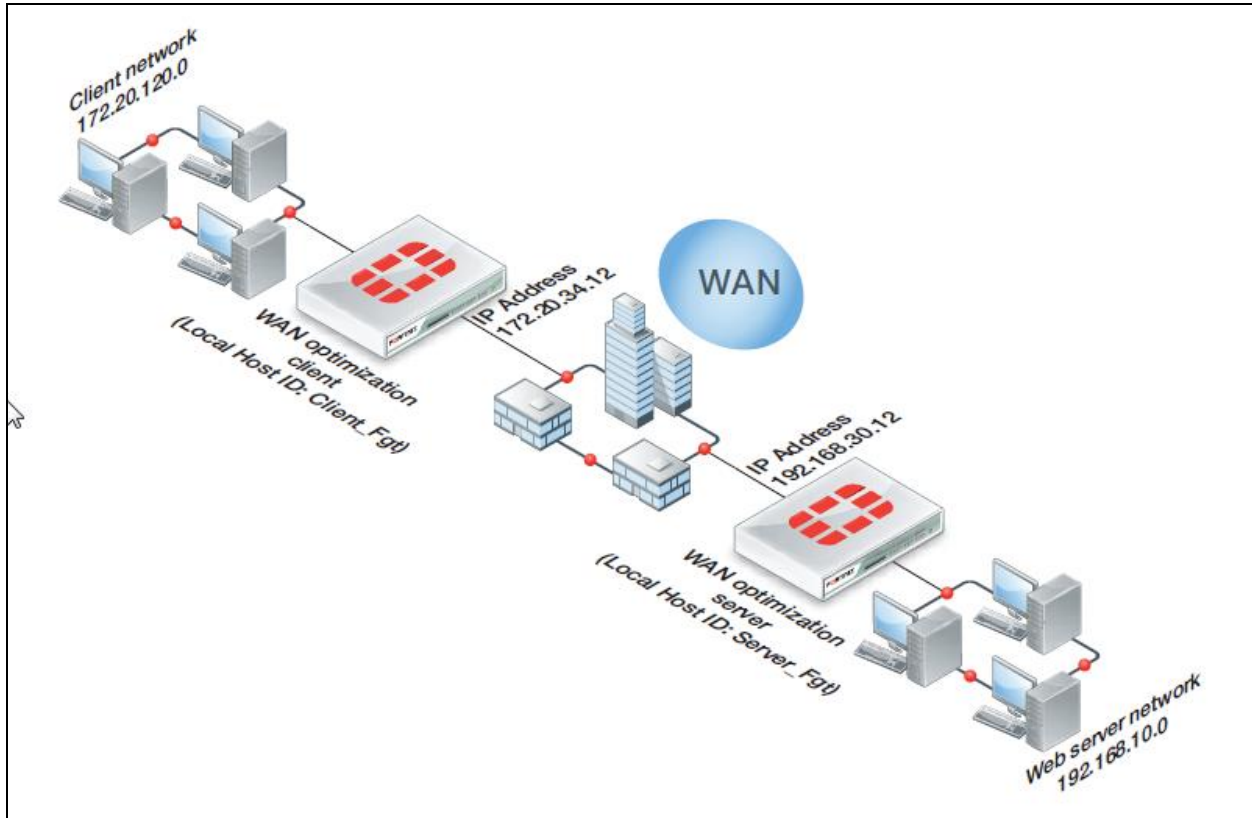 Client network
172.20.120.0
WAN
IP Address
172.20.34.12
WAN optimization
client
(Local Host ID: Client_Fgt)
IP Address
192.168.30.12
WAN optimization
server
(Local Host ID: Server_Fgt)
Web server network
192.168.10.0